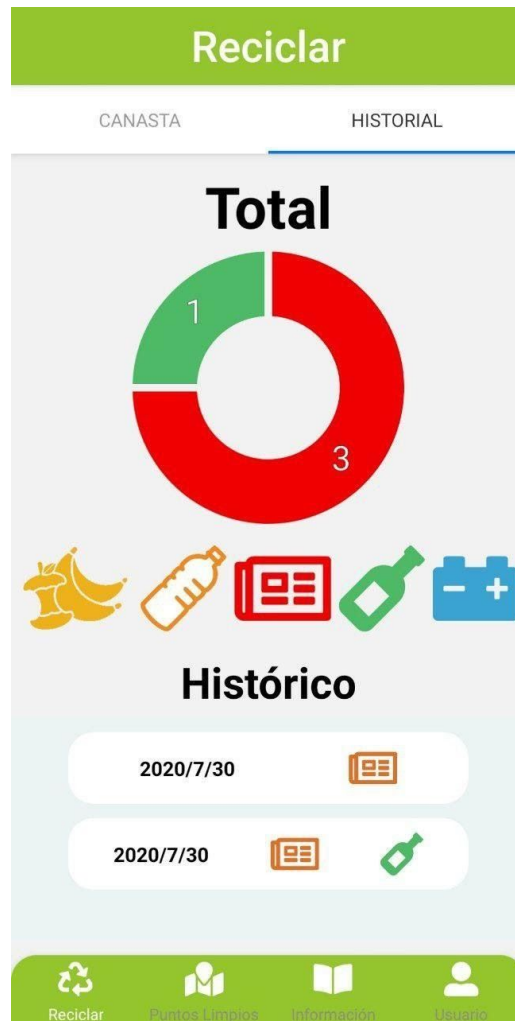 Reciclar
CANASTA HISTORIAL
Total
1
3
Histórico
2020/7/30
2020/7/30
Reciclar Puntos Limpios Información Usuario